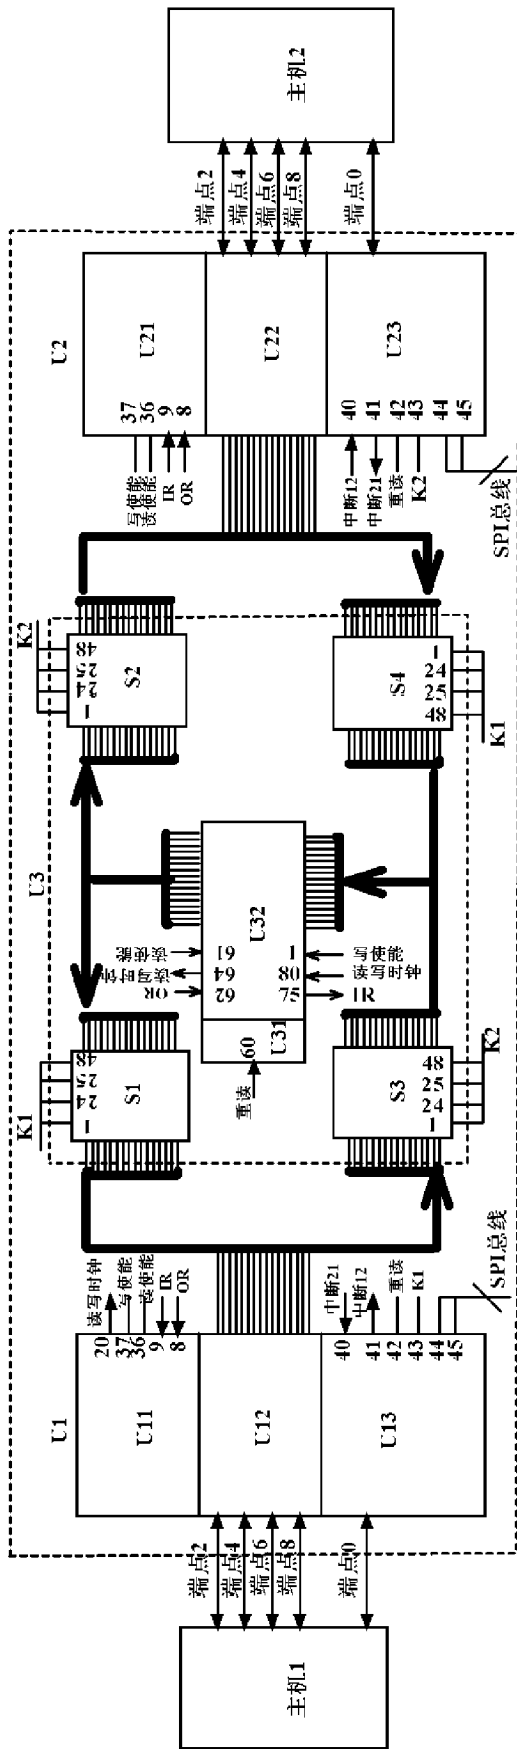 主机1
端点2
端点4
端点6
端点8
端点0
U1
U11
U12
U13
20
37
36
9
8
读写时钟
写使能
读使能
IR
OR
40
41
42
43
44
45
中断21
中断12
重读
K1
SPI总线
U3
K1
1
24
25
48
S1
K2
1
24
25
48
S2
OR
读写时钟
读使能
62
64
61
重读
60
U31
U32
75
80
1
IR
读写时钟
写使能
S3
1
24
25
48
K2
S4
48
25
24
1
K1
U2
U21
U22
U23
37
36
9
8
写使能
读使能
IR
OR
40
41
42
43
44
45
中断12
中断21
重读
K2
SPI总线
端点2
端点4
端点6
端点8
端点0
主机2